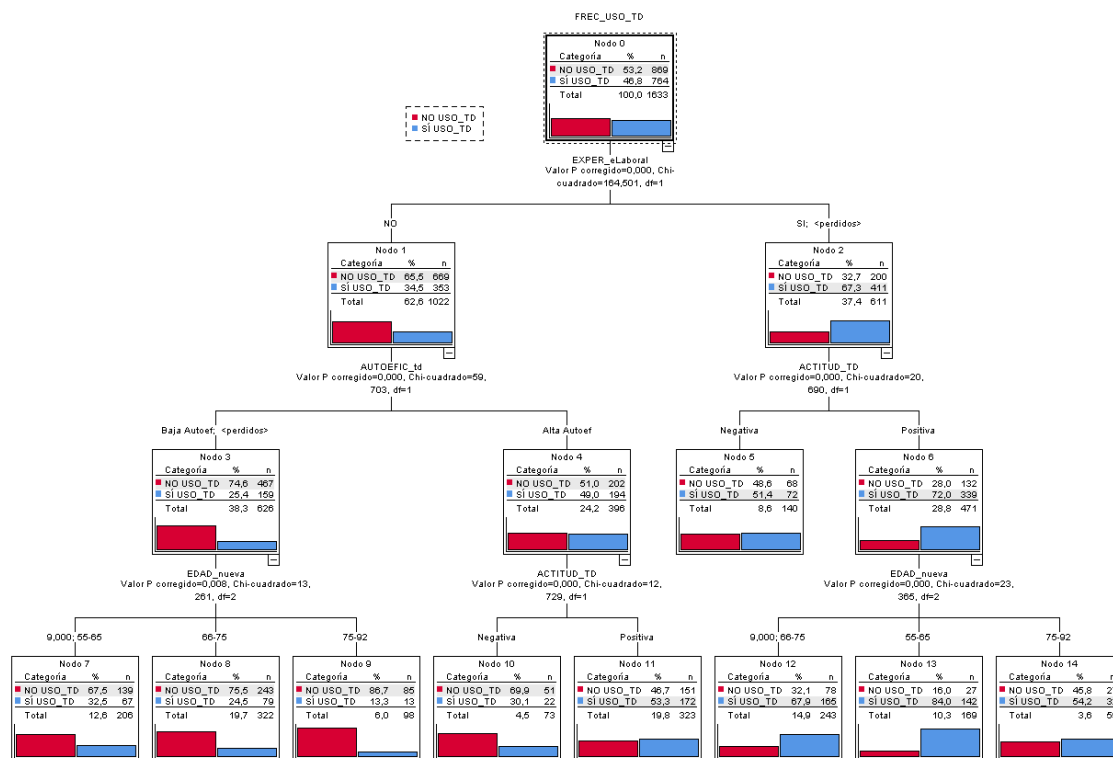 FREC_USO_TD
Nodo 0
Categoría % n
NO USO_TD 53,2 869
SÍ USO_TD 46,8 764
Total 100,0 1633
NO USO_TD
SÍ USO_TD
EXPER_eLaboral
Valor P corregido=0,000, Chi-
cuadrado=164,501, df=1
NO
SI; <perdidos>
Nodo 1
Categoría % n
NO USO_TD 65,5 669
SÍ USO_TD 34,5 353
Total 62,6 1022
Nodo 2
Categoría % n
NO USO_TD 32,7 200
SÍ USO_TD 67,3 411
Total 37,4 611
AUTOEFIC_td
Valor P corregido=0,000, Chi-cuadrado=59,
703, df=1
ACTITUD_TD
Valor P corregido=0,000, Chi-cuadrado=20,
690, df=1
Baja Autoef; <perdidos>
Alta Autoef
Negativa
Positiva
Nodo 3
Categoría % n
NO USO_TD 74,6 467
SÍ USO_TD 25,4 159
Total 38,3 626
Nodo 4
Categoría % n
NO USO_TD 51,0 202
SÍ USO_TD 49,0 194
Total 24,2 396
Nodo 5
Categoría % n
NO USO_TD 48,6 68
SÍ USO_TD 51,4 72
Total 8,6 140
Nodo 6
Categoría % n
NO USO_TD 28,0 132
SÍ USO_TD 72,0 339
Total 28,8 471
EDAD_nueva
Valor P corregido=0,008, Chi-cuadrado=13,
261, df=2
ACTITUD_TD
Valor P corregido=0,000, Chi-cuadrado=12,
729, df=1
EDAD_nueva
Valor P corregido=0,000, Chi-cuadrado=23,
365, df=2
9,000; 55-65
66-75
75-92
Negativa
Positiva
9,000; 66-75
55-65
75-92
Nodo 7
Categoría % n
NO USO_TD 67,5 139
SÍ USO_TD 32,5 67
Total 12,6 206
Nodo 8
Categoría % n
NO USO_TD 75,5 243
SÍ USO_TD 24,5 79
Total 19,7 322
Nodo 9
Categoría % n
NO USO_TD 86,7 85
SÍ USO_TD 13,3 13
Total 6,0 98
Nodo 10
Categoría % n
NO USO_TD 69,9 51
SÍ USO_TD 30,1 22
Total 4,5 73
Nodo 11
Categoría % n
NO USO_TD 46,7 151
SÍ USO_TD 53,3 172
Total 19,8 323
Nodo 12
Categoría % n
NO USO_TD 32,1 78
SÍ USO_TD 67,9 165
Total 14,9 243
Nodo 13
Categoría % n
NO USO_TD 16,0 27
SÍ USO_TD 84,0 142
Total 10,3 169
Nodo 14
Categoría %
NO USO_TD 45,8
SÍ USO_TD 54,2
Total 3,6